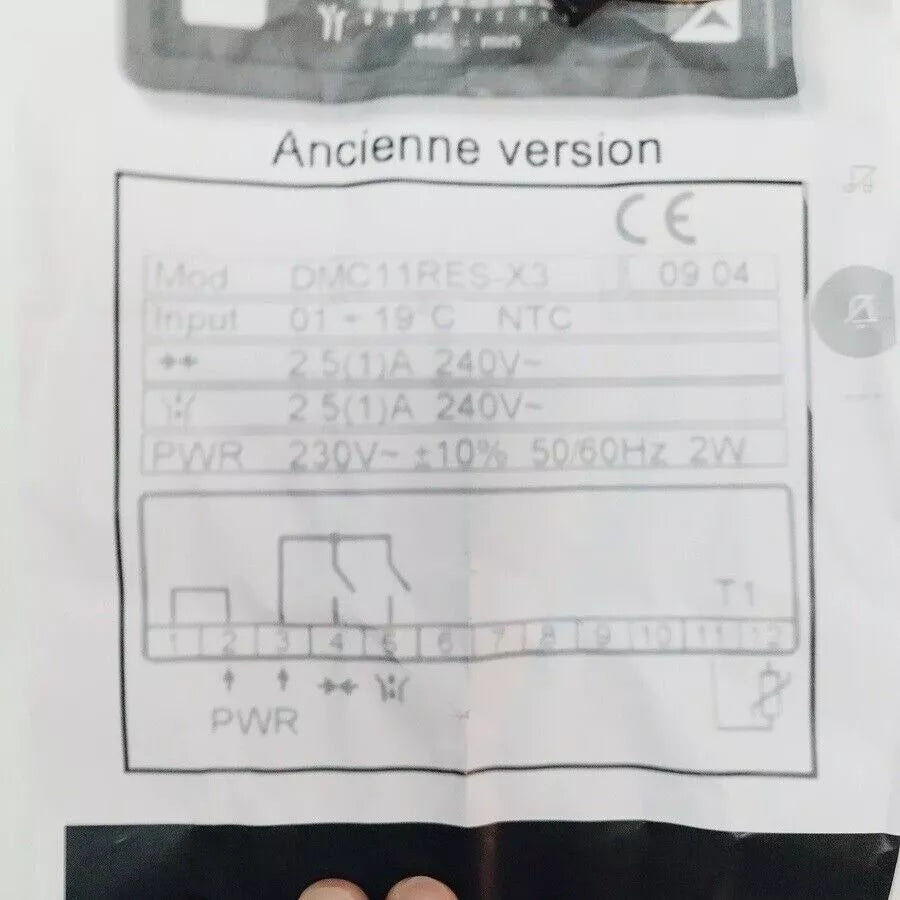 sec - min
Ancienne version
CE
Mod DMC11RES-X3 09 04
Input 01 ÷ 19°C NTC
2.5(1)A 240V~
2.5(1)A 240V~
PWR 230V~ ±10% 50/60Hz 2W
T1
1 2 3 4 5 6 7 8 9 10 11 12
PWR